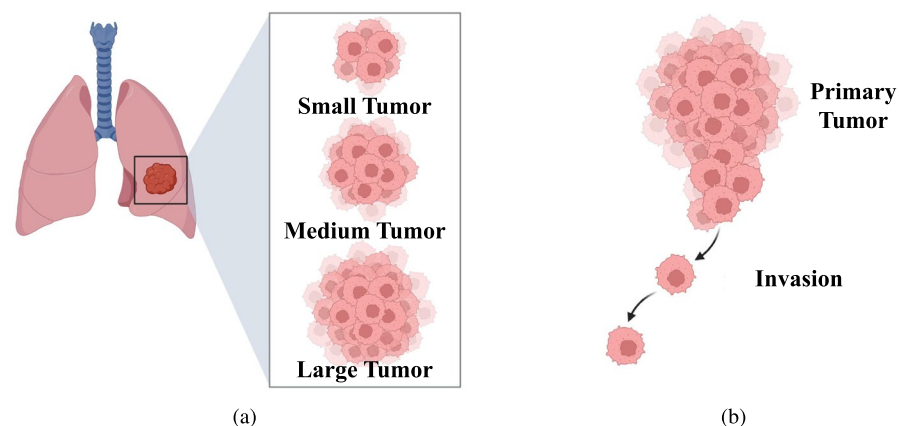 Small Tumor
Medium Tumor
Large Tumor
(a)
Primary
Tumor
Invasion
(b)